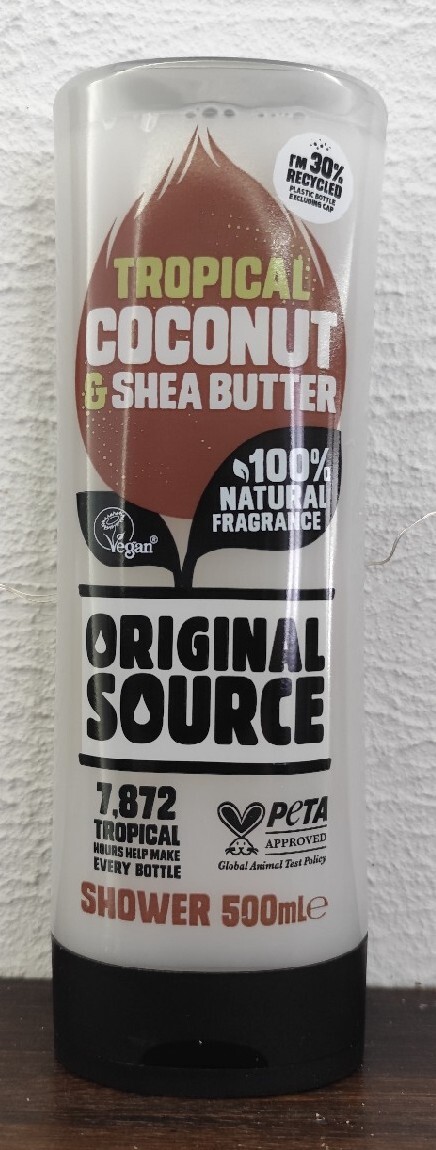 I'M 30%
RECYCLED
PLASTIC BOTTLE
EXCLUDING CAP
TROPICAL
COCONUT
& SHEA BUTTER
100%
NATURAL
FRAGRANCE
Vegan®
ORIGINAL
SOURCE
7,872
TROPICAL
HOURS HELP MAKE
EVERY BOTTLE
PETA
APPROVED
Global Animal Test Policy
SHOWER 500mL℮